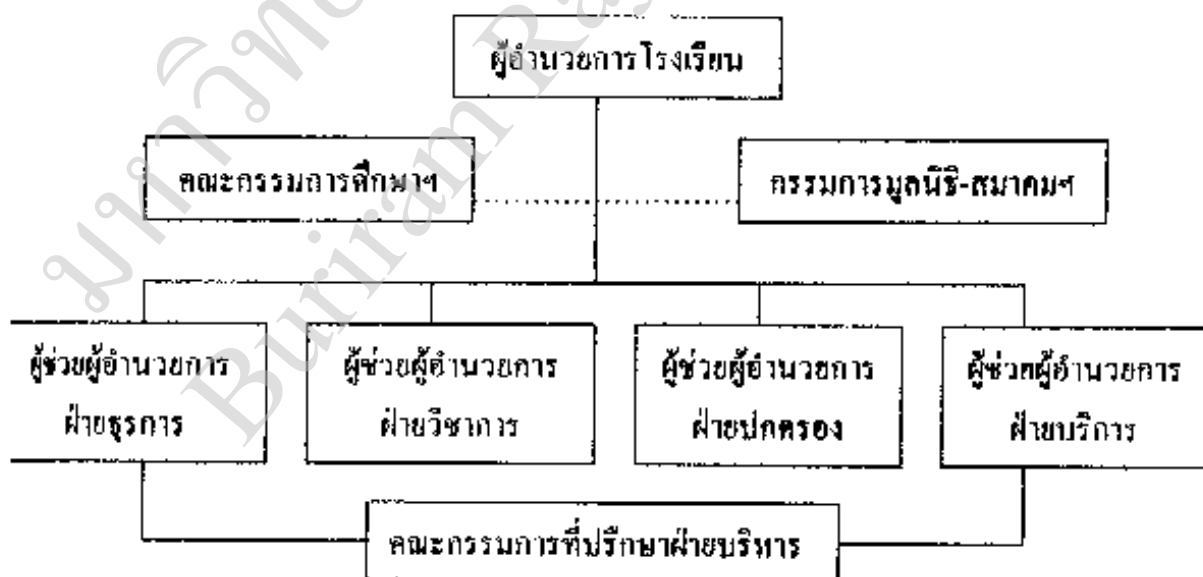 ผู้อำนวยการโรงเรียน
คณะกรรมการศึกษาฯ
กรรมการมูลนิธิ-สมาคมฯ
ผู้ช่วยผู้อำนวยการ
ฝ่ายธุรการ
ผู้ช่วยผู้อำนวยการ
ฝ่ายวิชาการ
ผู้ช่วยผู้อำนวยการ
ฝ่ายปกครอง
ผู้ช่วยผู้อำนวยการ
ฝ่ายบริการ
คณะกรรมการที่ปรึกษาฝ่ายบริหาร
Buriram